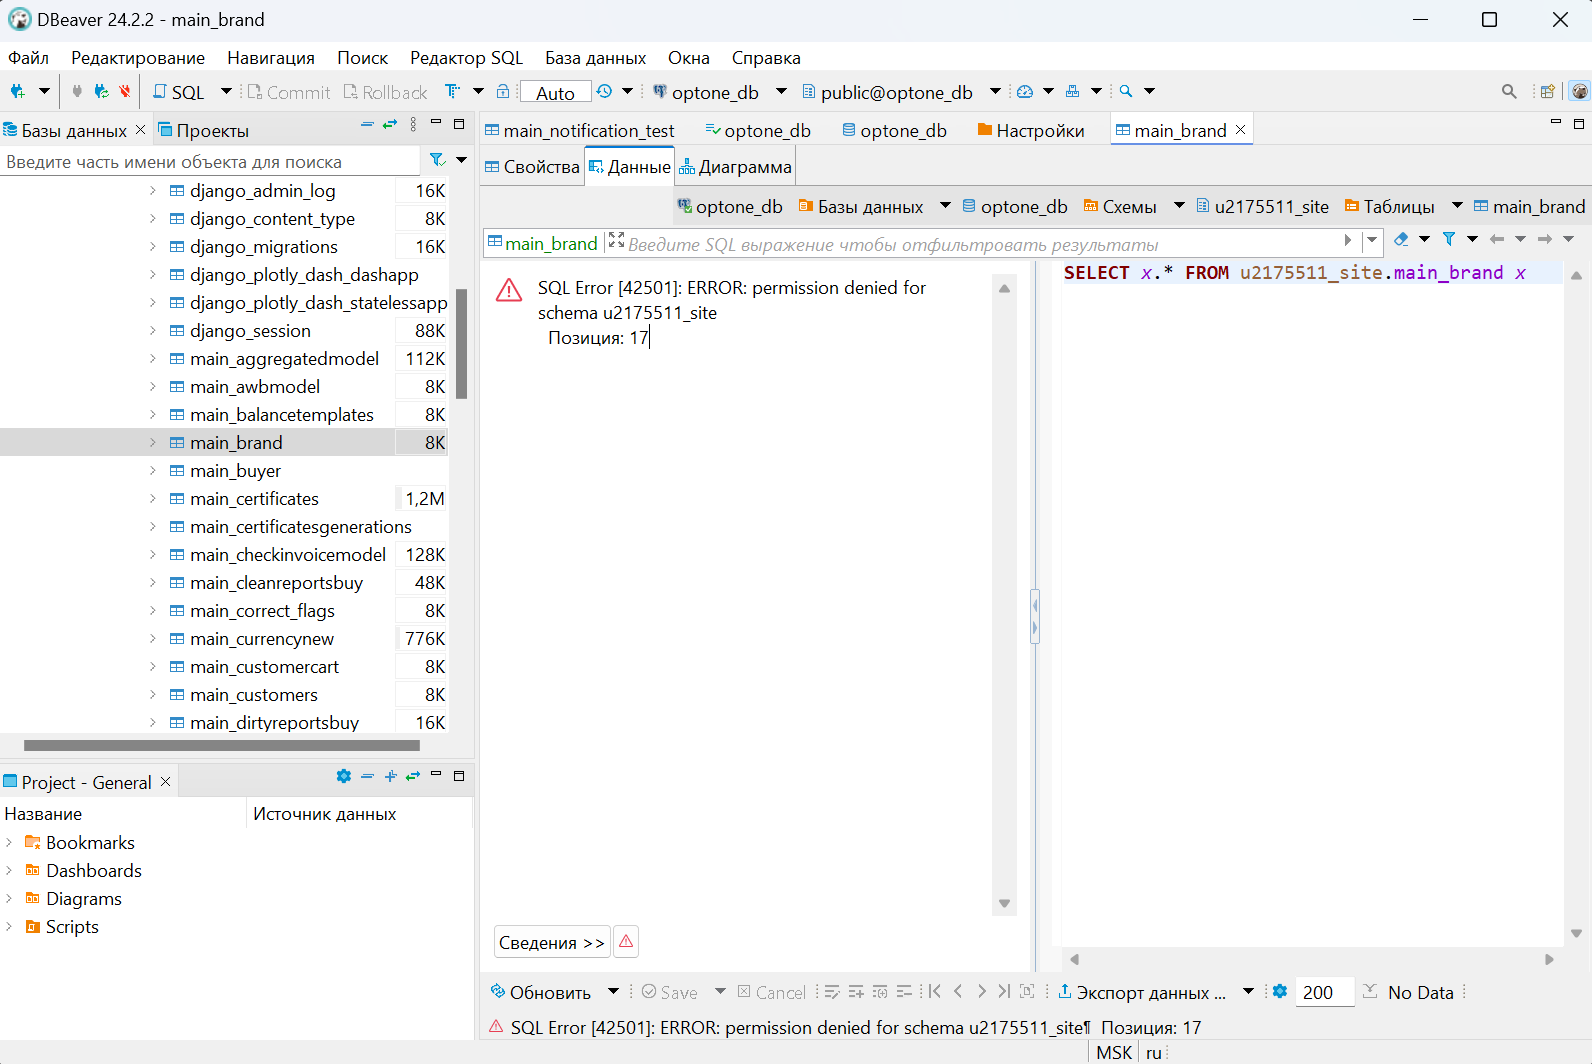 DBeaver 24.2.2 - main_brand
Файл Редактирование Навигация Поиск Редактор SQL База данных Окна Справка
SQL Commit Rollback Auto optone_db public@optone_db
Базы данных Проекты
main_notification_test optone_db optone_db Настройки main_brand
Введите часть имени объекта для поиска
Свойства Данные Диаграмма
optone_db Базы данных optone_db Схемы u2175511_site Таблицы main_brand
main_brand Введите SQL выражение чтобы отфильтровать результаты
django_admin_log 16K
django_content_type 8K
django_migrations 16K
django_plotly_dash_dashapp
django_plotly_dash_statelessapp
django_session 88K
main_aggregatedmodel 112K
main_awbmodel 8K
main_balancetemplates 8K
main_brand 8K
main_buyer
main_certificates 1,2M
main_certificatesgenerations
main_checkinvoicemodel 128K
main_cleanreportsbuy 48K
main_correct_flags 8K
main_currencynew 776K
main_customercart 8K
main_customers 8K
main_dirtyreportsbuy 16K
SQL Error [42501]: ERROR: permission denied for
schema u2175511_site
Позиция: 17
SELECT x.* FROM u2175511_site.main_brand x
Project - General
Название Источник данных
Bookmarks
Dashboards
Diagrams
Scripts
Сведения >>
Обновить Save Cancel Экспорт данных ... 200 No Data
SQL Error [42501]: ERROR: permission denied for schema u2175511_site¶ Позиция: 17
MSK ru